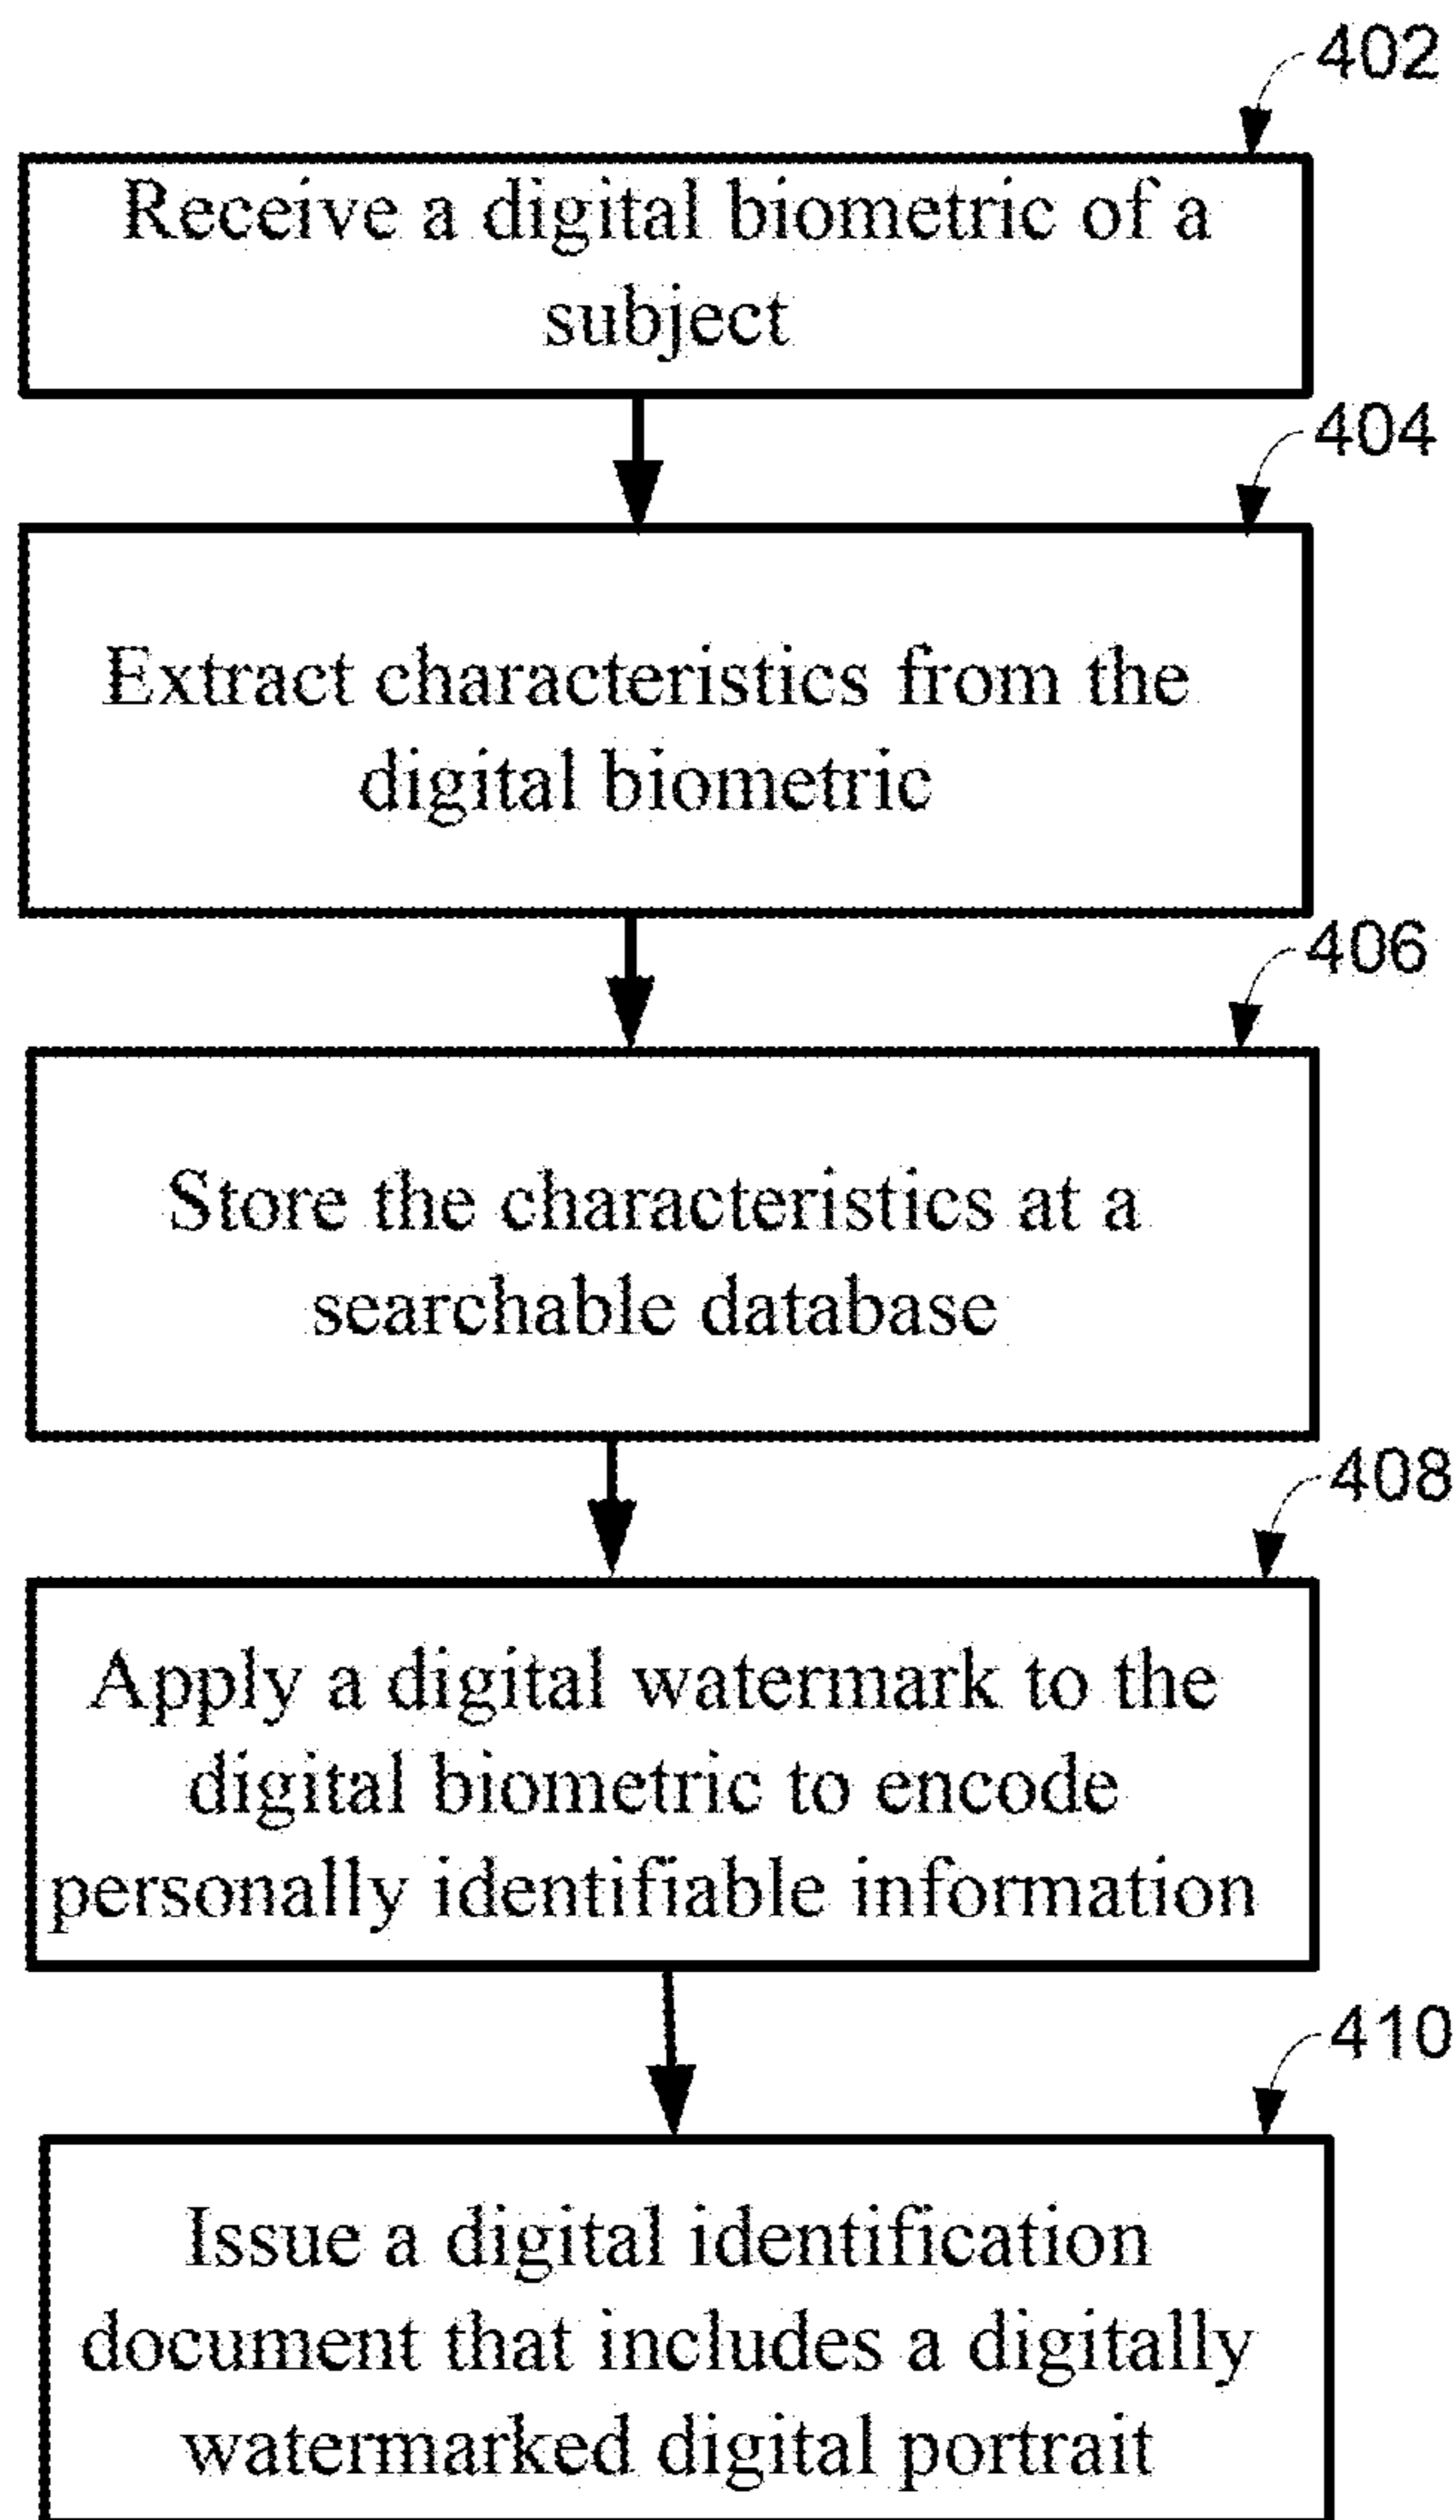 402
Receive a digital biometric of a
subject
404
Extract characteristics from the
digital biometric
406
Store the characteristics at a
searchable database
408
Apply a digital watermark to the
digital biometric to encode
personally identifiable information
410
Issue a digital identification
document that includes a digitally
watermarked digital portrait